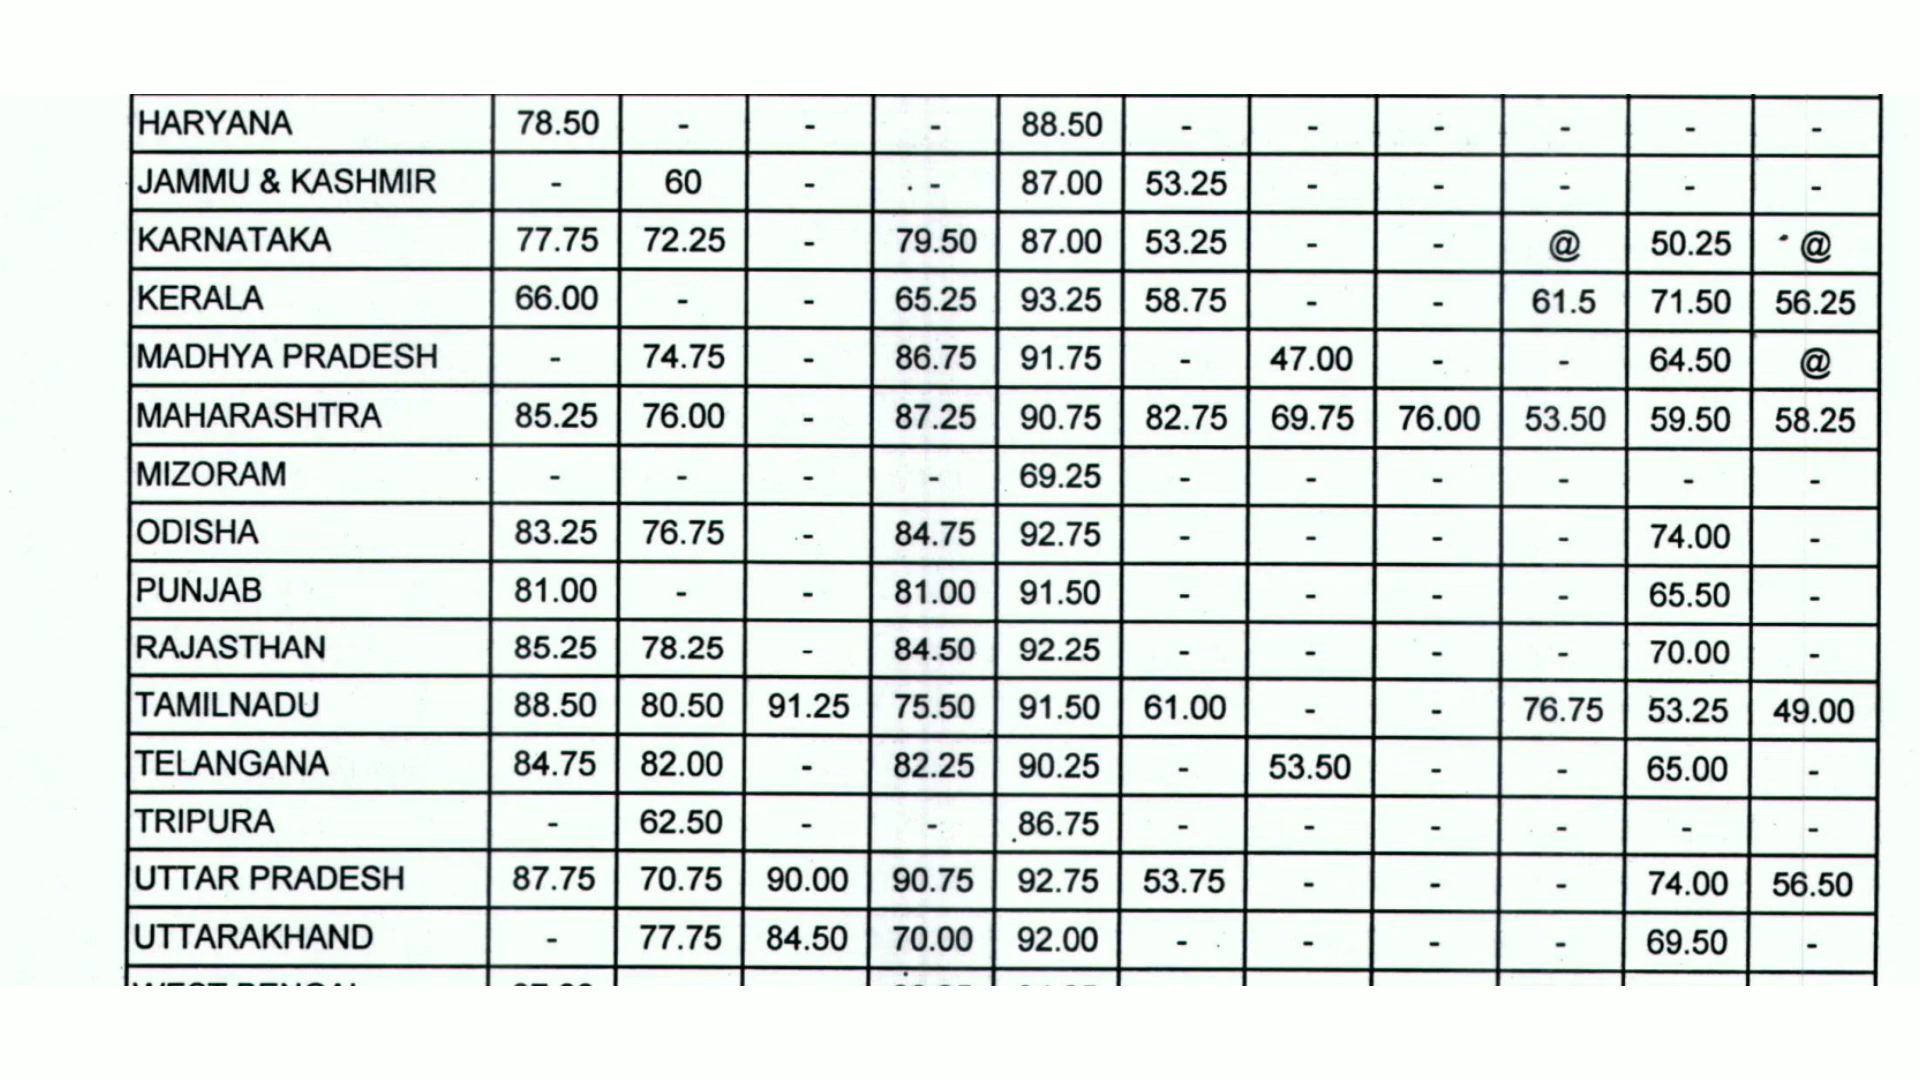 HARYANA 78.50 - - - 88.50 - - - - - -
JAMMU & KASHMIR - 60 - - 87.00 53.25 - - - - -
KARNATAKA 77.75 72.25 - 79.50 87.00 53.25 - - @ 50.25 @
KERALA 66.00 - - 65.25 93.25 58.75 - - 61.5 71.50 56.25
MADHYA PRADESH - 74.75 - 86.75 91.75 - 47.00 - - 64.50 @
MAHARASHTRA 85.25 76.00 - 87.25 90.75 82.75 69.75 76.00 53.50 59.50 58.25
MIZORAM - - - - 69.25 - - - - - -
ODISHA 83.25 76.75 - 84.75 92.75 - - - - 74.00 -
PUNJAB 81.00 - - 81.00 91.50 - - - - 65.50 -
RAJASTHAN 85.25 78.25 - 84.50 92.25 - - - - 70.00 -
TAMILNADU 88.50 80.50 91.25 75.50 91.50 61.00 - - 76.75 53.25 49.00
TELANGANA 84.75 82.00 - 82.25 90.25 - 53.50 - - 65.00 -
TRIPURA - 62.50 - - 86.75 - - - - - -
UTTAR PRADESH 87.75 70.75 90.00 90.75 92.75 53.75 - - - 74.00 56.50
UTTARAKHAND - 77.75 84.50 70.00 92.00 - - - - 69.50 -